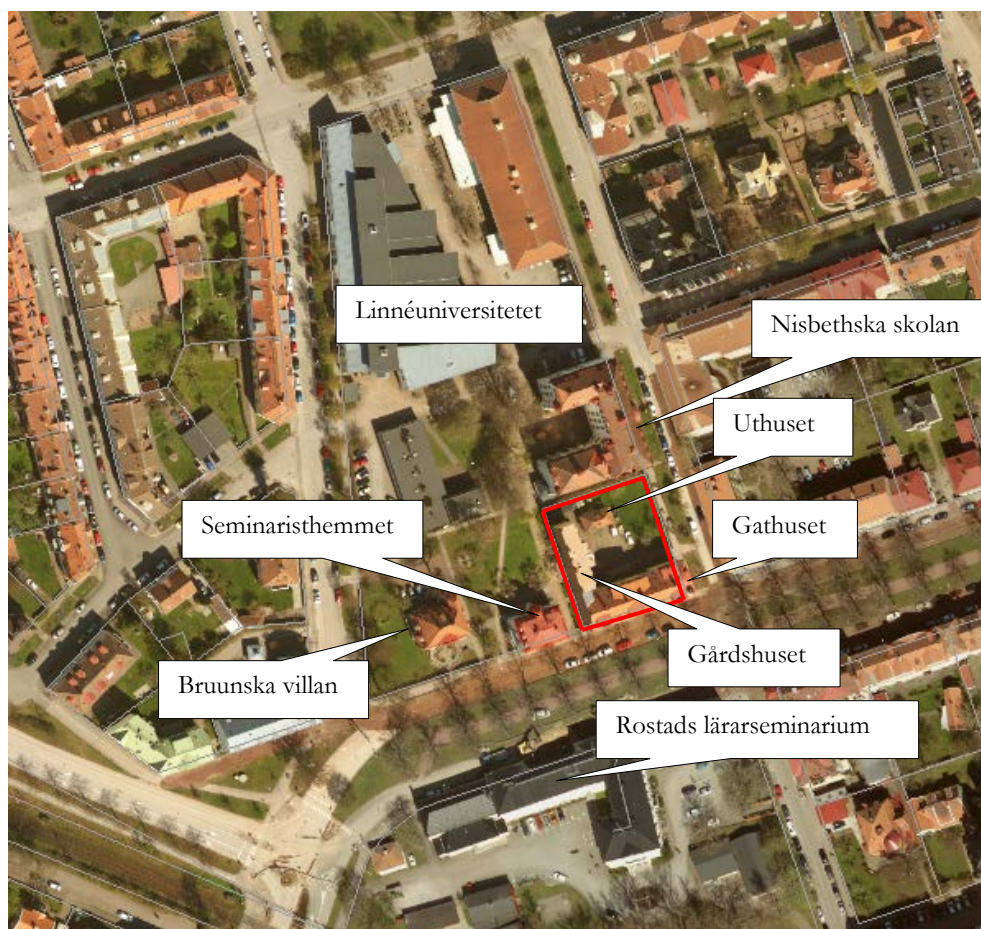 Linnéuniversitetet
Nisbethska skolan
Uthuset
Seminaristhemmet
Gathuset
Gårdshuset
Bruunska villan
Rostads lärarseminarium